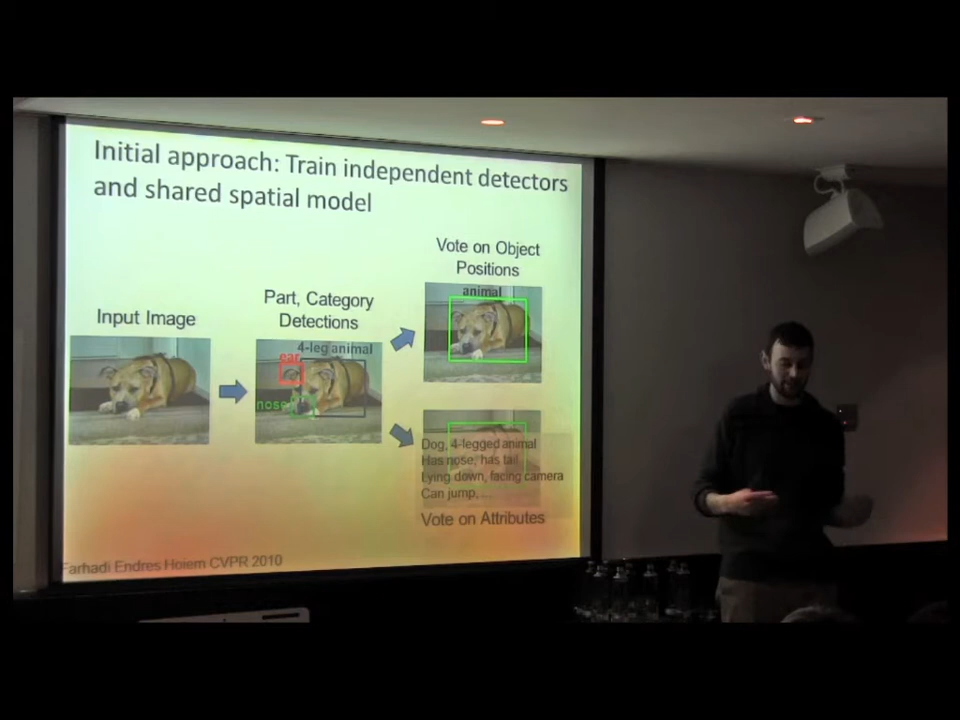 Initial approach: Train independent detectors
and shared spatial model
Vote on Object
Positions
animal
Part, Category
Detections
Input Image
4-leg animal
ear
nose
Dog, 4-legged animal
Has nose, has tail
Lying down, facing camera
Can jump,...
Vote on Attributes
Farhadi Endres Hoiem CVPR 2010